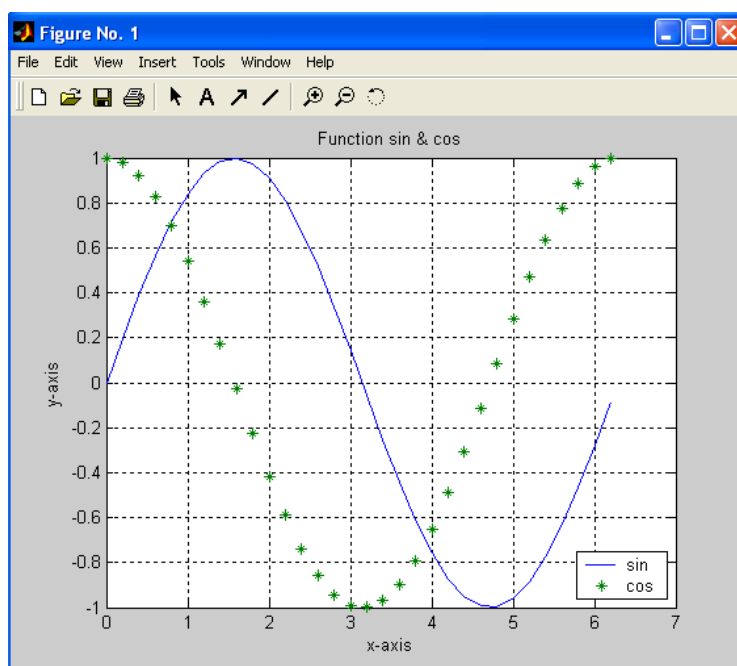 Figure No. 1
File Edit View Insert Tools Window Help
A
Function sin & cos
1
0.8
0.6
0.4
0.2
0
-0.2
-0.4
-0.6
-0.8
-1
y-axis
0 1 2 3 4 5 6 7
x-axis
sin
cos